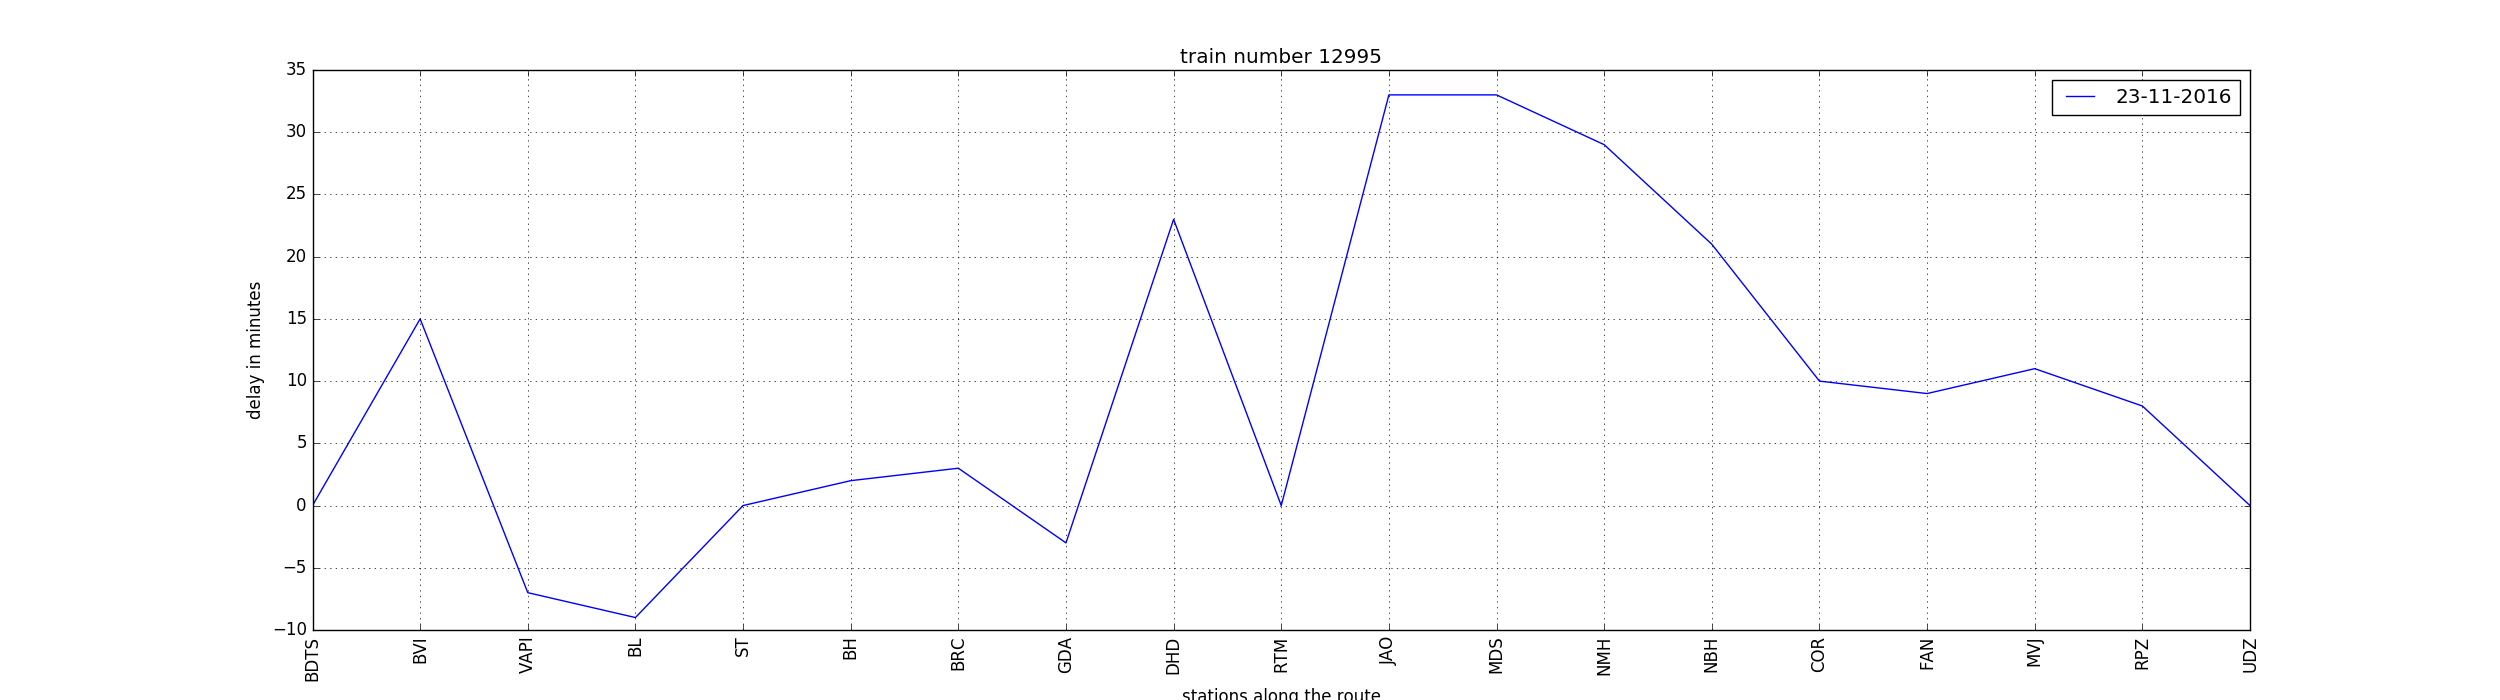 train number 12995
23-11-2016
35
30
25
20
15
10
5
0
−5
−10
delay in minutes
BDTS
BVI
VAPI
BL
ST
BH
BRC
GDA
DHD
RTM
JAO
MDS
NMH
NBH
COR
FAN
MVJ
RPZ
UDZ
stations along the route